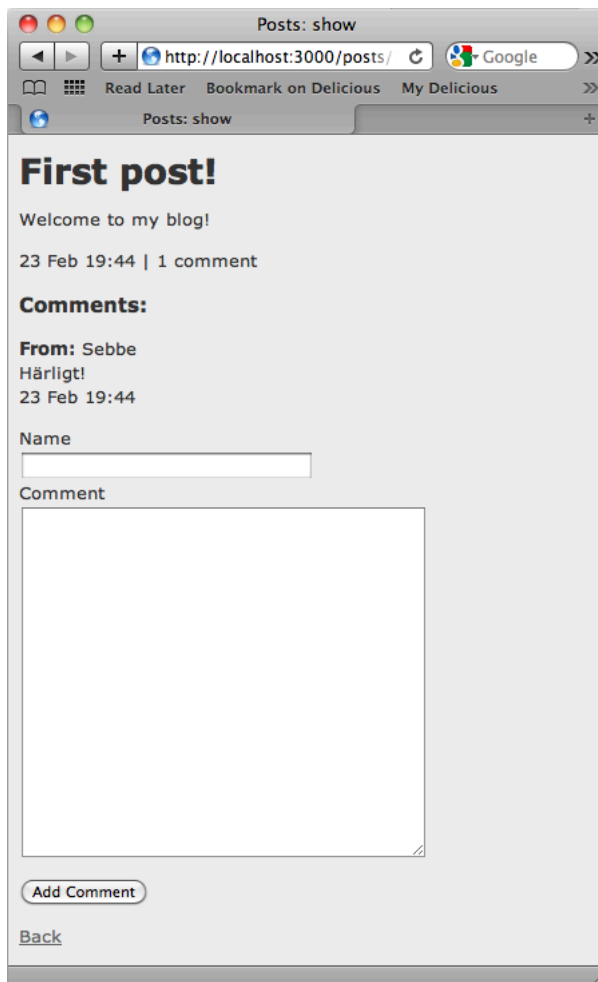 Posts: show
http://localhost:3000/posts/ Google
Read Later Bookmark on Delicious My Delicious
Posts: show
First post!
Welcome to my blog!
23 Feb 19:44 | 1 comment
Comments:
From: Sebbe
Härligt!
23 Feb 19:44
Name
Comment
Add Comment
Back